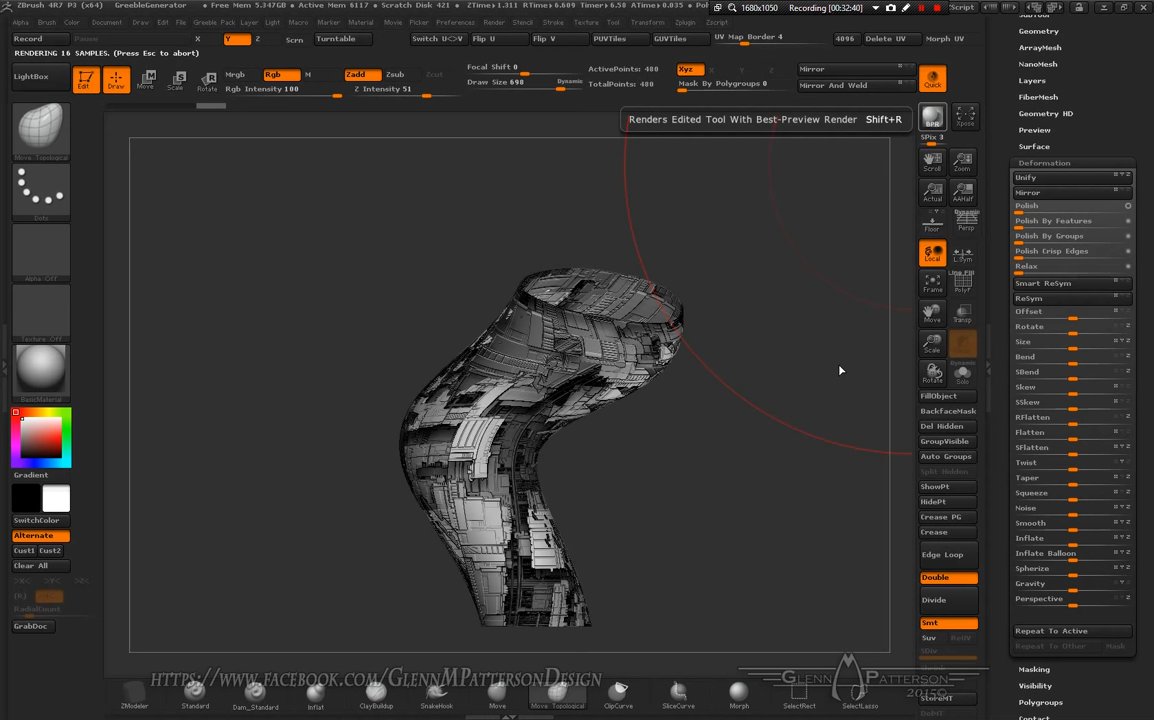 ZBrush 4R7 P3 (x64) GreebleGenerator • Free Mem 5.347GB • Active Mem 6117 • Scratch Disk 421 • ZTime▸1.311 RTime▸6.609 Timer▸6.58 ATime▸0.035
1680x1050 Recording [00:32:40] Script
Alpha Brush Color Document Draw Edit File Greeble Pack Layer Light Macro Marker Material Movie Picker Preferences Render Stencil Stroke Texture Tool Transform Zplugin Zscript
Record Pause X Y Z Scrn Turntable Switch U<>V Flip U Flip V PUVTiles GUVTiles UV Map Border 4 4096 Delete UV Morph UV
RENDERING 16 SAMPLES. (Press Esc to abort)
LightBox Edit Draw Move Scale Rotate
Mrgb Rgb M Zadd Zsub Zcut
Rgb Intensity 100 Z Intensity 51
Focal Shift 0
Draw Size 698 Dynamic
ActivePoints: 480
TotalPoints: 480
Xyz X Y Z
Mask By Polygroups 0
Mirror
Mirror And Weld
Quick
Renders Edited Tool With Best-Preview Render Shift+R
Move Topological
Dots
Alpha Off
Texture Off
BasicMaterial
Gradient
SwitchColor
Alternate
Cust1 Cust2
Clear All
>X< >Y< >Z<
(R)
RadialCount
GrabDoc
BPR Xpose
SPix 3
Scroll Zoom
Actual AAHalf
Floor Dynamic Persp
Local L.Sym
Frame Line Fill PolyF
Move Transp
Scale
Dynamic
Rotate Solo
FillObject
BackfaceMask
Del Hidden
GroupVisible
Auto Groups
Split Hidden
ShowPt
HidePt
Crease PG
Crease
Edge Loop
Double
Divide
Smt
Suv ReUV
SDiv
StoreMT
DelMT
SubTool
Geometry
ArrayMesh
NanoMesh
Layers
FiberMesh
Geometry HD
Preview
Surface
Deformation
Unify
Mirror
Polish
Polish By Features
Polish By Groups
Polish Crisp Edges
Relax
Smart ReSym
ReSym
Offset
Rotate
Size
Bend
SBend
Skew
SSkew
RFlatten
Flatten
SFlatten
Twist
Taper
Squeeze
Noise
Smooth
Inflate
Inflate Balloon
Spherize
Gravity
Perspective
Repeat To Active
Repeat To Other Mask
Masking
Visibility
Polygroups
Contact
https://www.facebook.com/GlennMPattersonDesign
Glenn Patterson
2015©
ZModeler Standard Dam_Standard Inflat ClayBuildup SnakeHook Move Move Topological ClipCurve SliceCurve Morph SelectRect SelectLasso